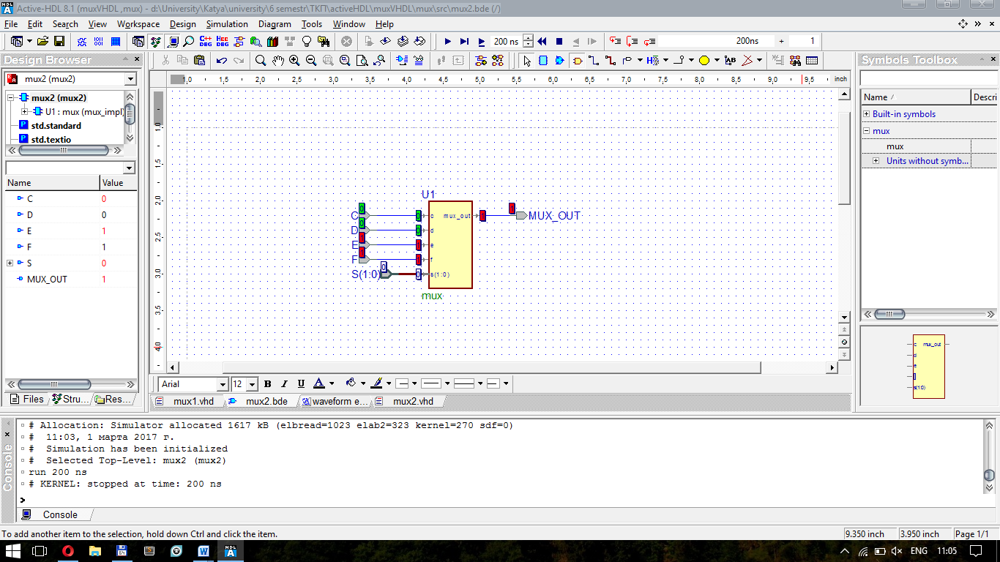 Active-HDL 8.1 (muxVHDL ,mux) - d:\University\Katya\university\6 semestr\ТКП\activeHDL\muxVHDL\mux\src\mux2.bde (/)
File Edit Search View Workspace Design Simulation Diagram Tools Window Help
C++ DBG HDL DBG 200 ns 200ns + 1
Design Browser
mux2 (mux2)
mux2 (mux2)
U1 : mux (mux_impl)
std.standard
std.textio
Name Value
C 0
D 0
E 1
F 1
S 0
MUX_OUT 1
Files Stru... Res...
1,0 1,5 2,0 2,5 3,0 3,5 4,0 4,5 5,0 5,5 6,0 6,5 7,0 7,5 8,0 8,5 9,0 9,5 inch
1,0
1,5
2,0
2,5
3,0
3,5
4,0
U1
C 0 0 c mux_out 1 1 MUX_OUT
D 0 0 d
E 1 1 e
F 1 1 f
S(1:0) 0 0 s(1:0)
mux
Arial 12 B I U A
mux1.vhd mux2.bde waveform e... mux2.vhd
Symbols Toolbox
Name Descri
Built-in symbols
mux
mux
Units without symb...
c mux_out
d
e
s(1:0)
# Allocation: Simulator allocated 1617 kB (elbread=1023 elab2=323 kernel=270 sdf=0)
# 11:03, 1 марта 2017 г.
# Simulation has been initialized
# Selected Top-Level: mux2 (mux2)
run 200 ns
# KERNEL: stopped at time: 200 ns
>
Console
Console
To add another item to the selection, hold down Ctrl and click the item. 9.350 inch 3.950 inch Page 1/1
ENG 11:05